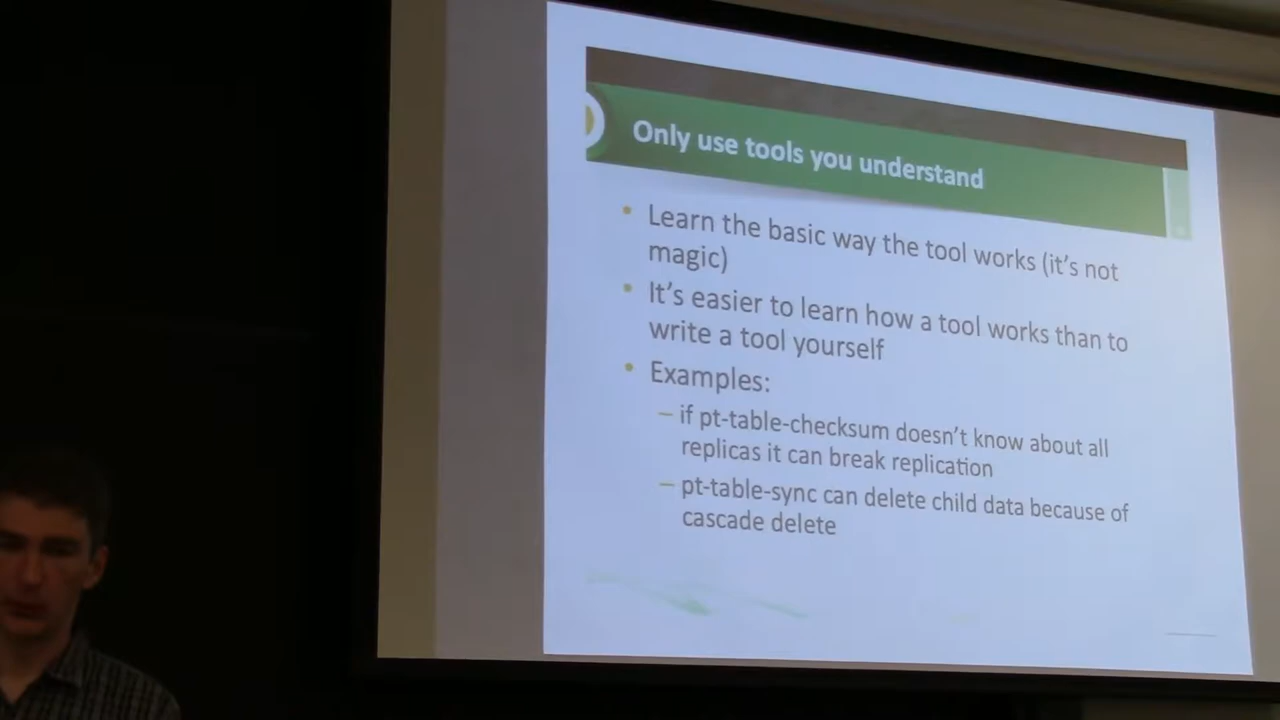 Only use tools you understand
• Learn the basic way the tool works (it's not
magic)
• It's easier to learn how a tool works than to
write a tool yourself
• Examples:
– if pt-table-checksum doesn't know about all
replicas it can break replication
– pt-table-sync can delete child data because of
cascade delete